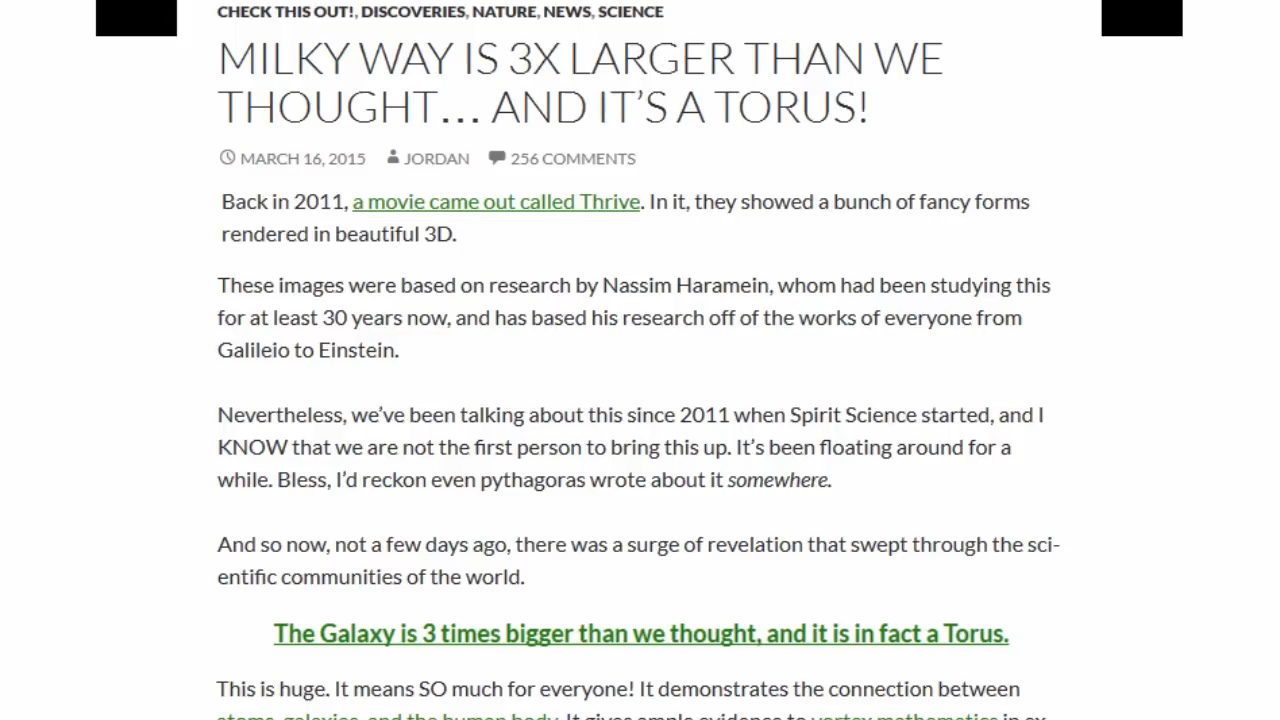 CHECK THIS OUT!, DISCOVERIES, NATURE, NEWS, SCIENCE
MILKY WAY IS 3X LARGER THAN WE
THOUGHT... AND IT'S A TORUS!
MARCH 16, 2015 JORDAN 256 COMMENTS
Back in 2011, a movie came out called Thrive. In it, they showed a bunch of fancy forms
rendered in beautiful 3D.
These images were based on research by Nassim Haramein, whom had been studying this
for at least 30 years now, and has based his research off of the works of everyone from
Galileio to Einstein.
Nevertheless, we've been talking about this since 2011 when Spirit Science started, and I
KNOW that we are not the first person to bring this up. It's been floating around for a
while. Bless, I'd reckon even pythagoras wrote about it somewhere.
And so now, not a few days ago, there was a surge of revelation that swept through the sci-
entific communities of the world.
The Galaxy is 3 times bigger than we thought, and it is in fact a Torus.
This is huge. It means SO much for everyone! It demonstrates the connection between
atoms, galaxies, and the human body. It gives ample evidence to vortex mathematics in ex-